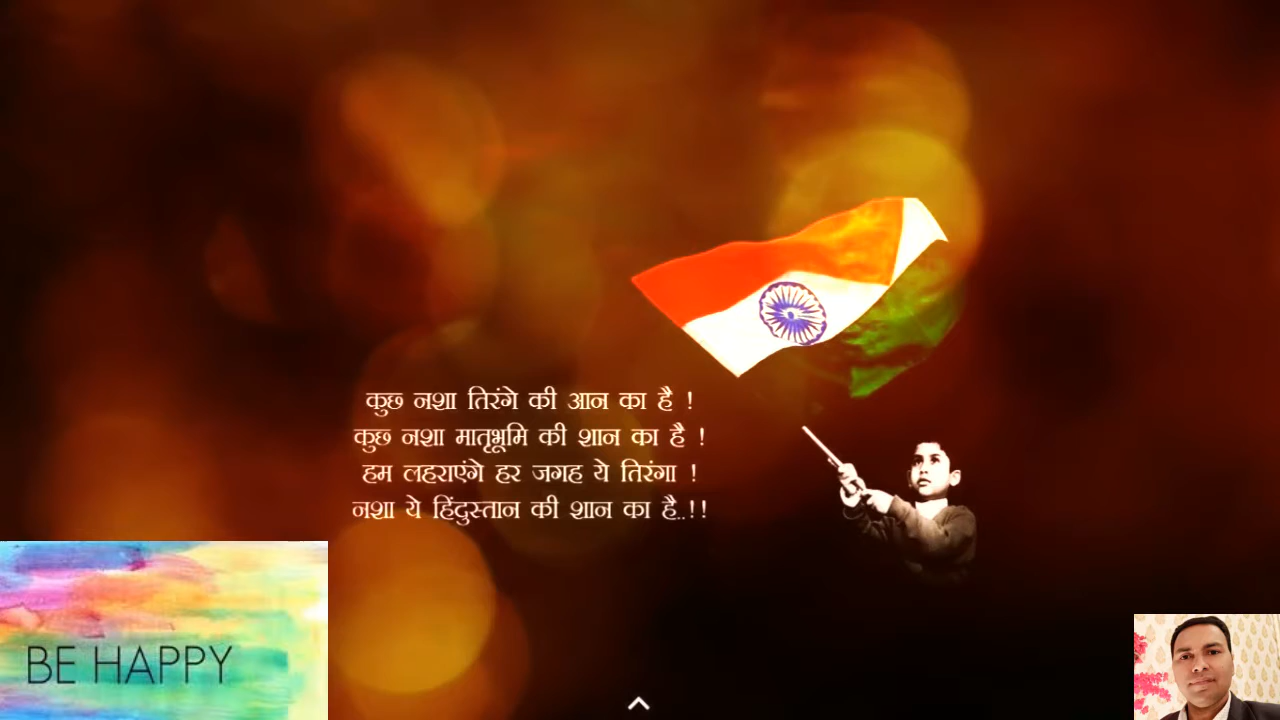 कुछ नशा तिरंगे की आन का है !
कुछ नशा मातृभूमि की शान का है !
हम लहराएंगे हर जगह ये तिरंगा !
नशा ये हिंदुस्तान की शान का है..!!
BE HAPPY